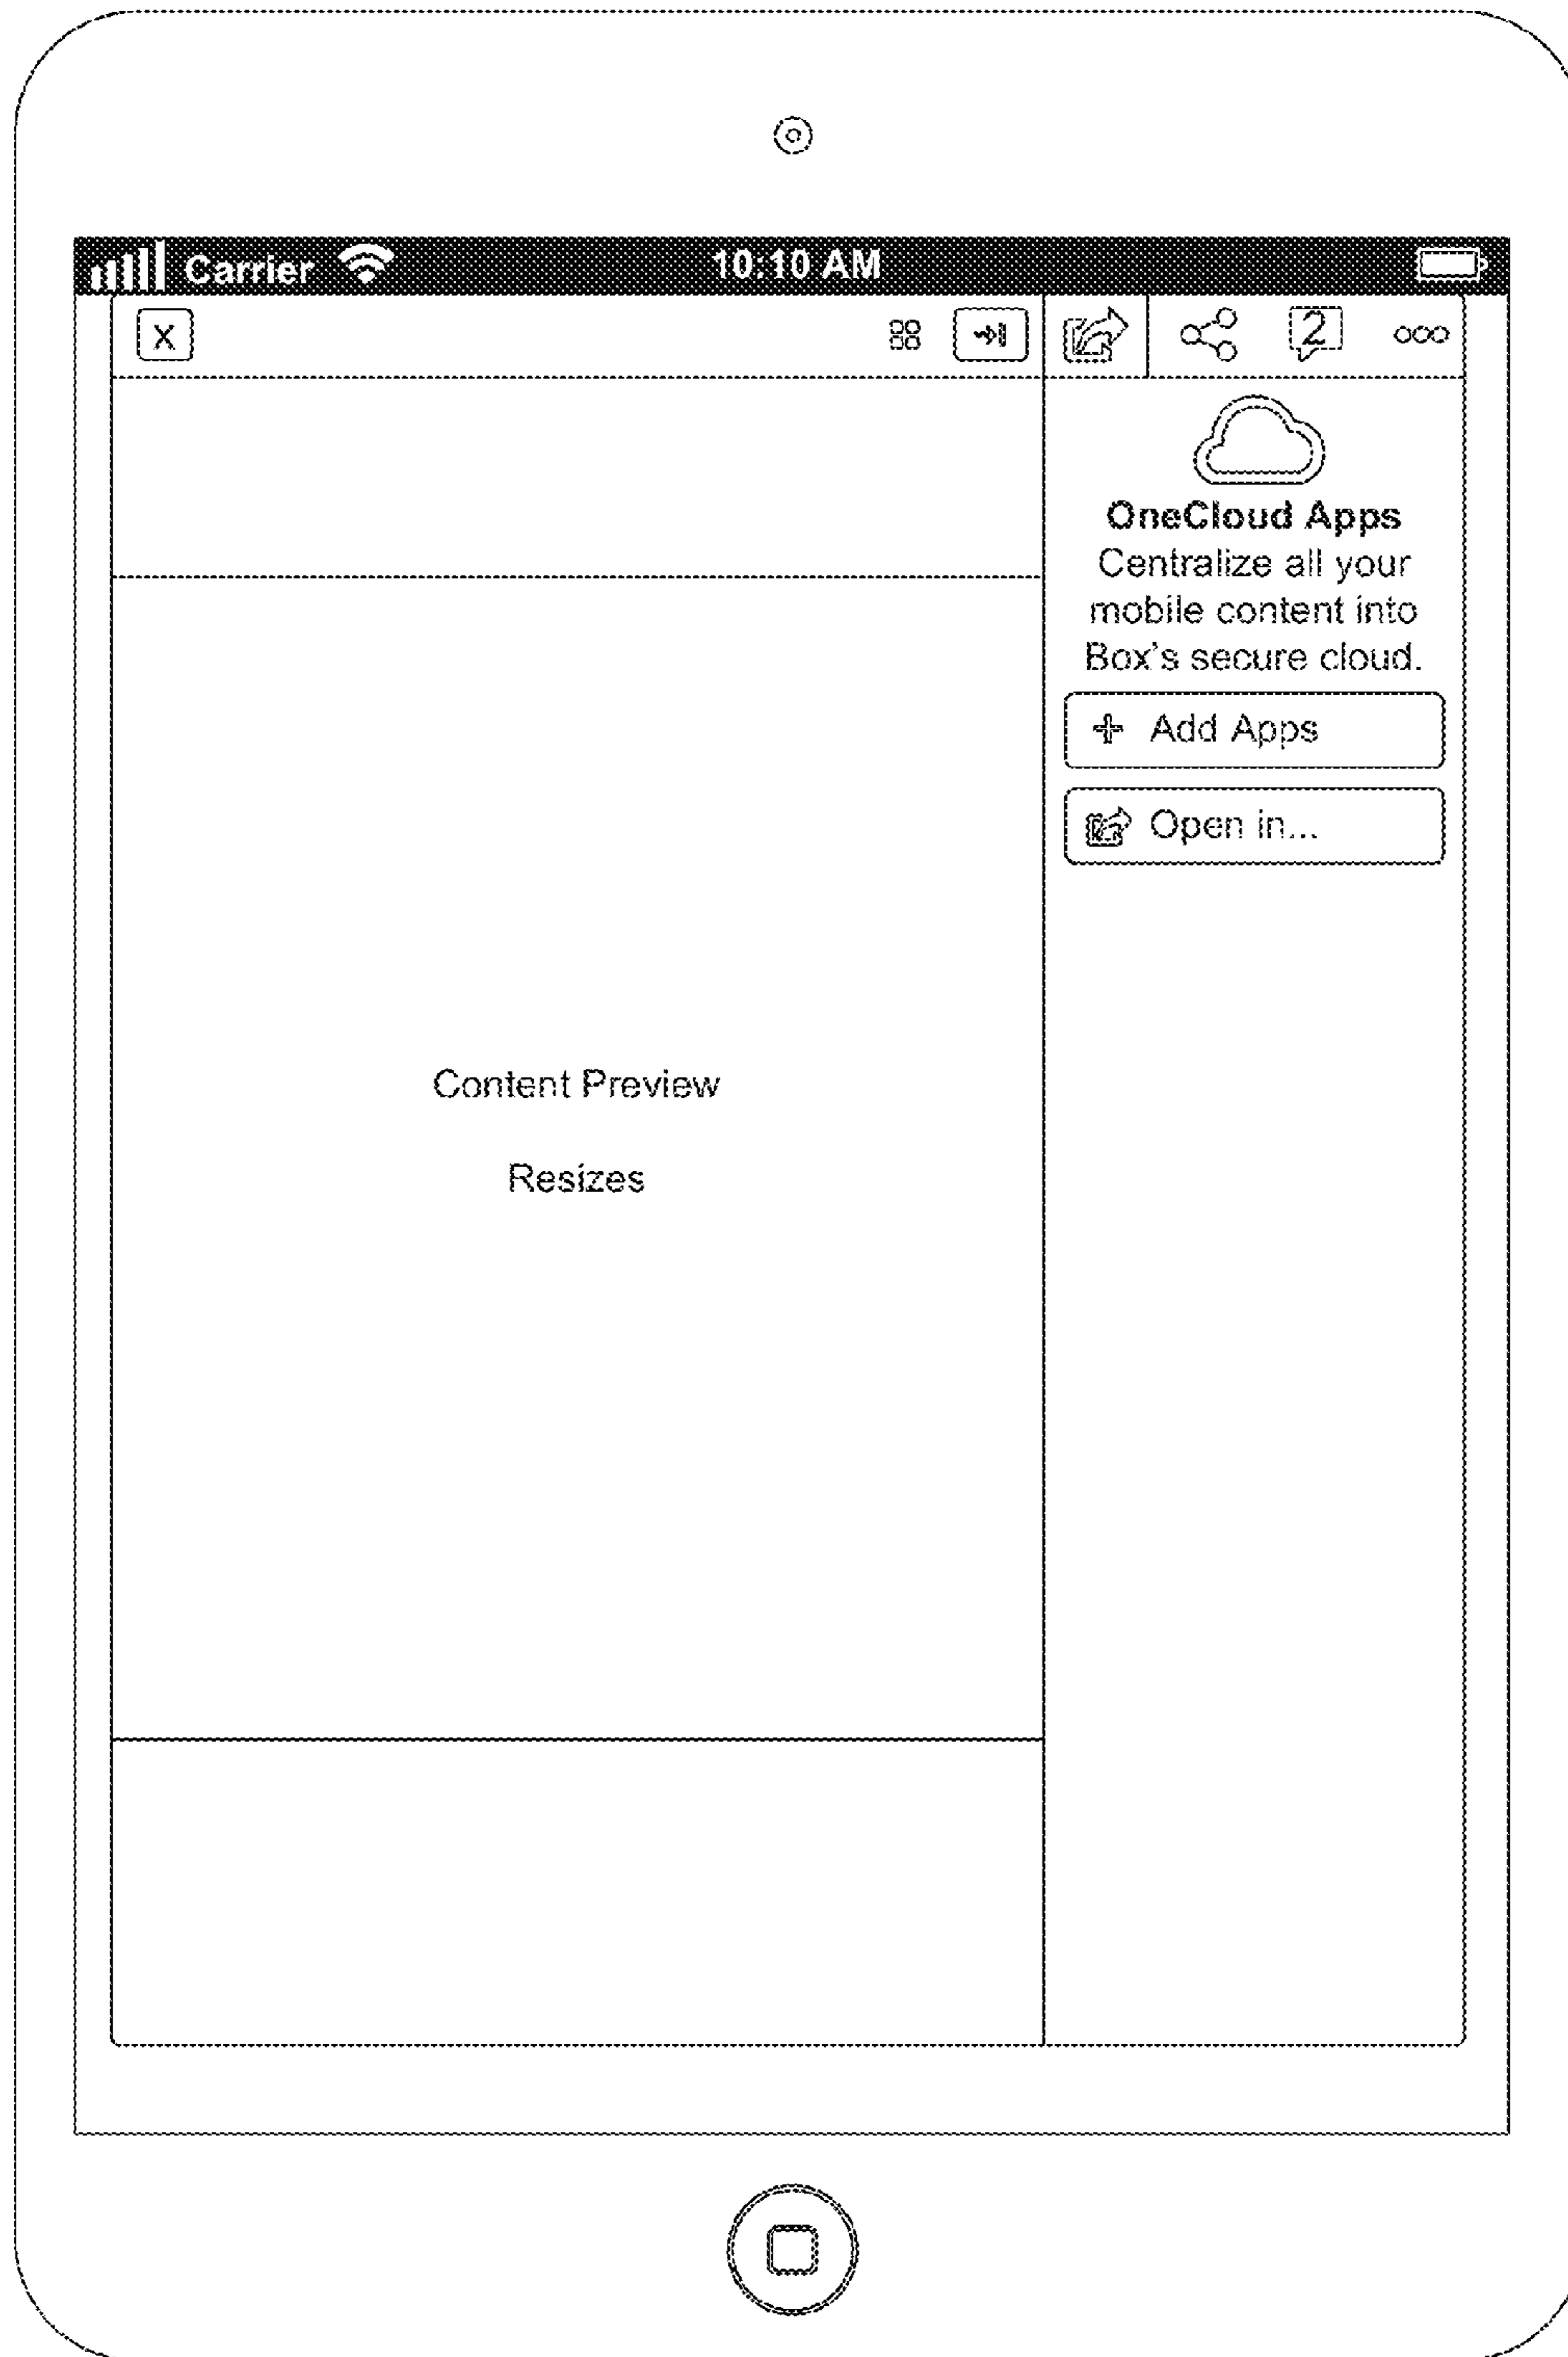 Carrier
10:10 AM
X
2
OneCloud Apps
Centralize all your
mobile content into
Box's secure cloud.
+ Add Apps
Open in...
Content Preview
Resizes